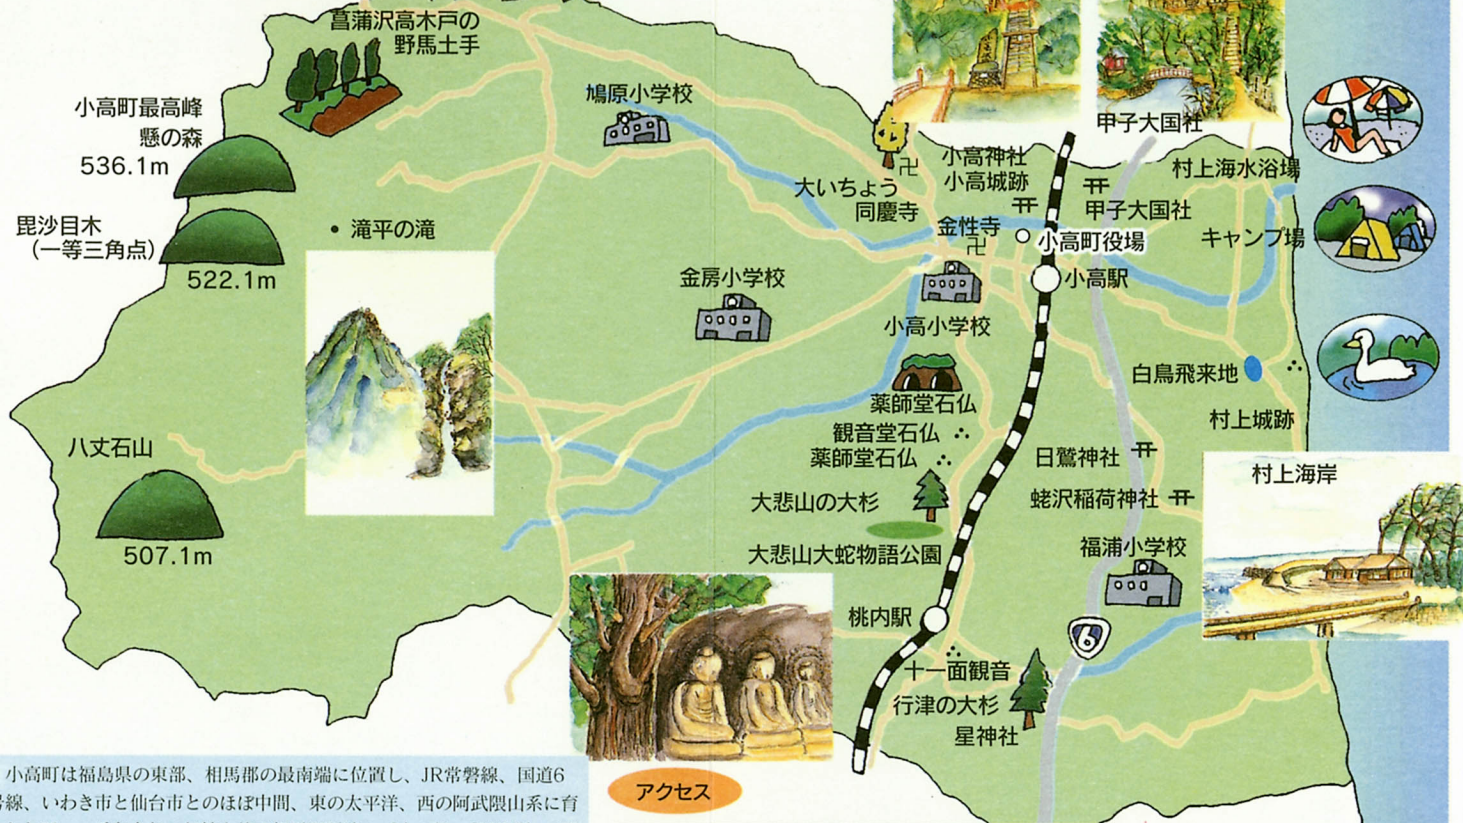 菖蒲沢高木戸の
野馬土手
小高町最高峰
懸の森
536.1m
毘沙目木
（一等三角点）
522.1m
滝平の滝
八丈石山
507.1m
鳩原小学校
金房小学校
大いちょう
同慶寺
小高神社
小高城跡
金性寺
甲子大国社
甲子大国社
小高町役場
小高駅
小高小学校
村上海水浴場
キャンプ場
白鳥飛来地
村上城跡
薬師堂石仏
観音堂石仏
薬師堂石仏
大悲山の大杉
大悲山大蛇物語公園
日鷲神社
蛯沢稲荷神社
福浦小学校
村上海岸
桃内駅
6
十一面観音
行津の大杉
星神社
アクセス
小高町は福島県の東部、相馬郡の最南端に位置し、JR常磐線、国道6
号線、いわき市と仙台市とのほぼ中間、東の太平洋、西の阿武隈山系に育